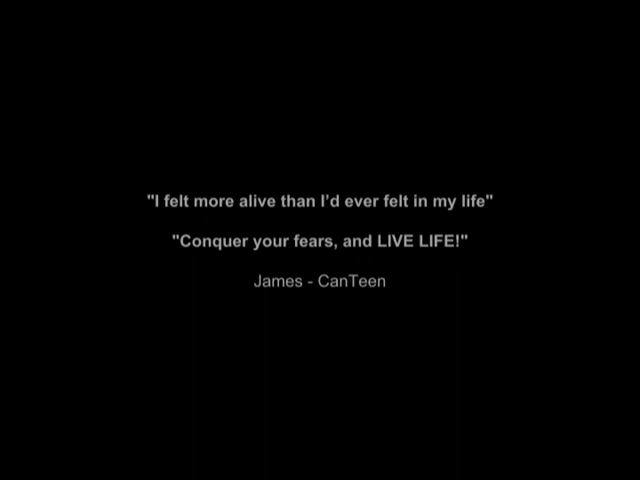 "I felt more alive than I’d ever felt in my life"
"Conquer your fears, and LIVE LIFE!"
James - CanTeen